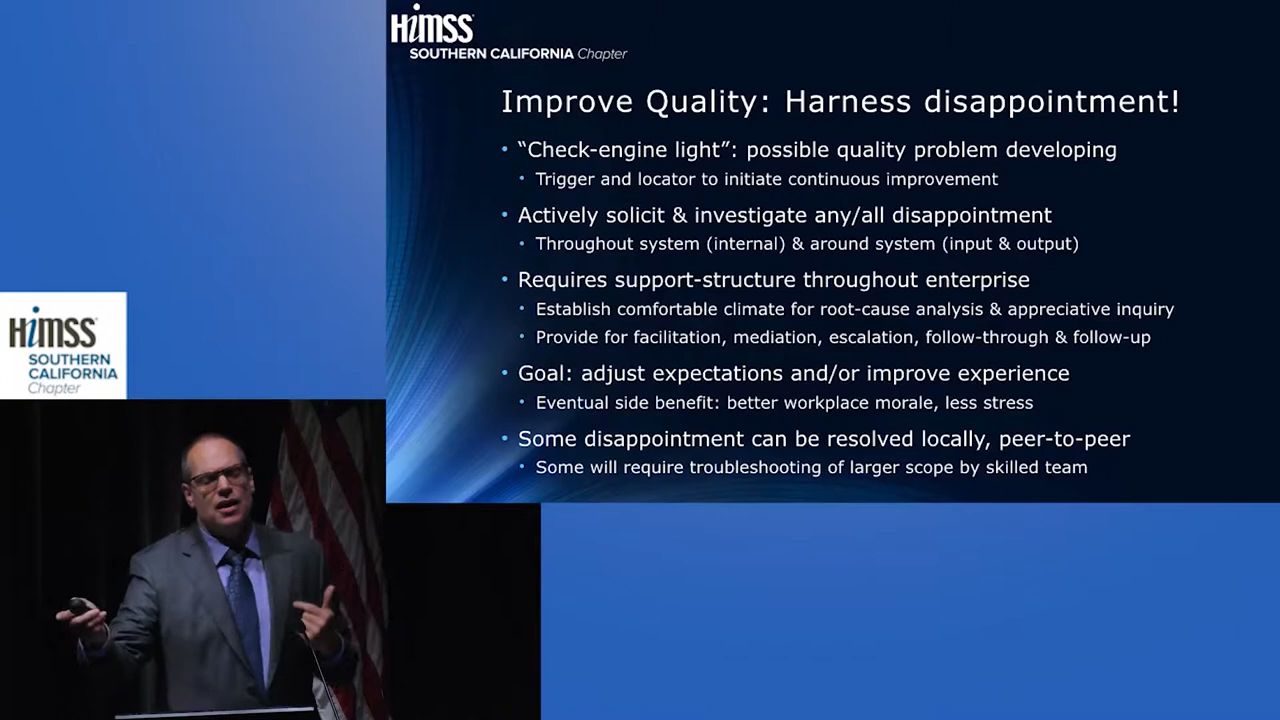 HiMSS
SOUTHERN CALIFORNIA Chapter
Improve Quality: Harness disappointment!
• “Check-engine light”: possible quality problem developing
• Trigger and locator to initiate continuous improvement
• Actively solicit & investigate any/all disappointment
• Throughout system (internal) & around system (input & output)
• Requires support-structure throughout enterprise
• Establish comfortable climate for root-cause analysis & appreciative inquiry
• Provide for facilitation, mediation, escalation, follow-through & follow-up
• Goal: adjust expectations and/or improve experience
• Eventual side benefit: better workplace morale, less stress
• Some disappointment can be resolved locally, peer-to-peer
• Some will require troubleshooting of larger scope by skilled team
HiMSS
SOUTHERN
CALIFORNIA
Chapter